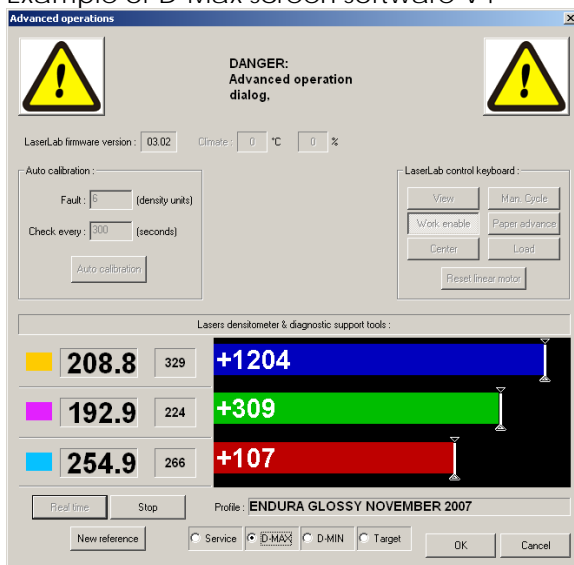 Example of D-Max screen software V4
Advanced operations
DANGER:
Advanced operation
dialog,
LaserLab firmware version : 03.02 Climate : 0 °C 0 %
Auto calibration :
LaserLab control keyboard :
Fault : 6 (density units)
View Man. Cycle
Check every : 300 (seconds)
Work enable Paper advance
Center Load
Auto calibration
Reset linear motor
Lasers densitometer & diagnostic support tools :
208.8 329 +1204
192.9 224 +309
254.9 266 +107
Real time Stop Profile : ENDURA GLOSSY NOVEMBER 2007
New reference Service D-MAX D-MIN Target OK Cancel